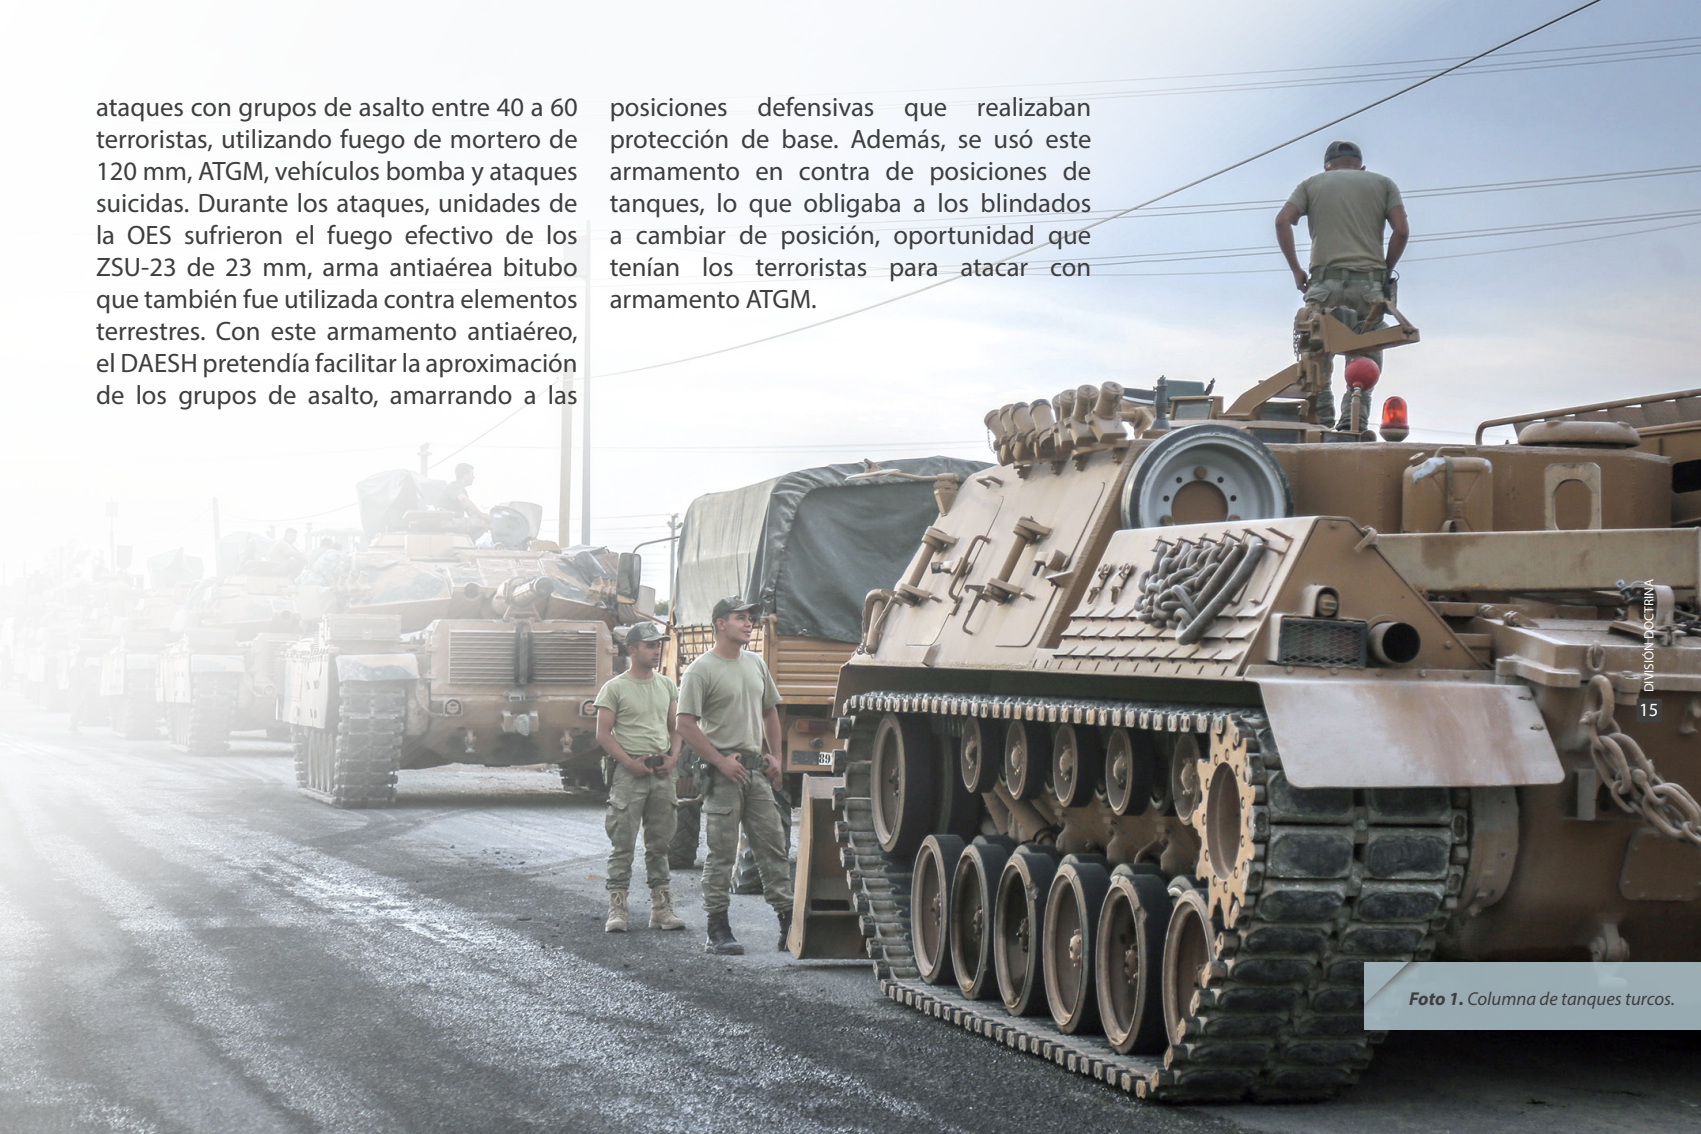 ataques con grupos de asalto entre 40 a 60
terroristas, utilizando fuego de mortero de
120 mm, ATGM, vehículos bomba y ataques
suicidas. Durante los ataques, unidades de
la OES sufrieron el fuego efectivo de los
ZSU-23 de 23 mm, arma antiaérea bitubo
que también fue utilizada contra elementos
terrestres. Con este armamento antiaéreo,
el DAESH pretendía facilitar la aproximación
de los grupos de asalto, amarrando a las
posiciones defensivas que realizaban
protección de base. Además, se usó este
armamento en contra de posiciones de
tanques, lo que obligaba a los blindados
a cambiar de posición, oportunidad que
tenían los terroristas para atacar con
armamento ATGM.
DIVISIÓN DOCTRINA
15
Foto 1. Columna de tanques turcos.